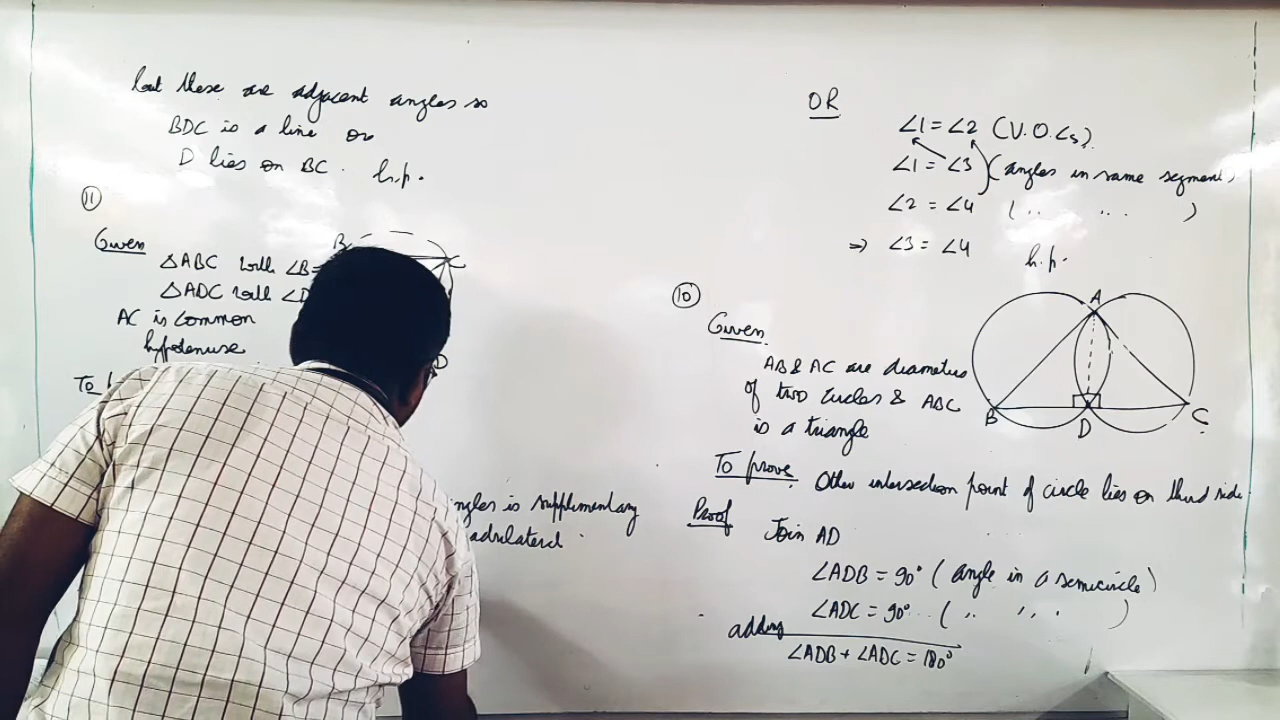 but these are adjacent angles so
BDC is a line or
D lies on BC. h.p.
11
Given
△ABC with ∠B=
△ADC with ∠D
AC is common
hypotenuse
To
B
C
D
angles is supplementary
OR
∠1 = ∠2 (V.O.∠s)
∠1 = ∠3 (angles in same segment)
∠2 = ∠4 ( .. .. )
⇒ ∠3 = ∠4 h.p.
10
Given
AB & AC are diameters
of two circles & ABC
is a triangle
A
B
D
C
To prove. Other intersection point of circle lies on third side
Proof Join AD
∠ADB = 90° (angle in a semicircle)
∠ADC = 90° ( .. .. )
adding
∠ADB + ∠ADC = 180°